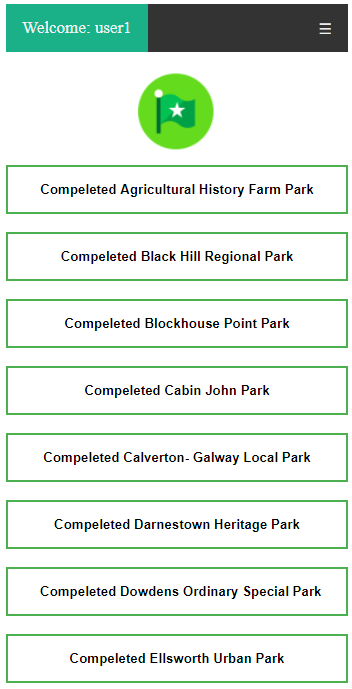 Welcome: user1 ☰
Compeleted Agricultural History Farm Park
Compeleted Black Hill Regional Park
Compeleted Blockhouse Point Park
Compeleted Cabin John Park
Compeleted Calverton- Galway Local Park
Compeleted Darnestown Heritage Park
Compeleted Dowdens Ordinary Special Park
Compeleted Ellsworth Urban Park